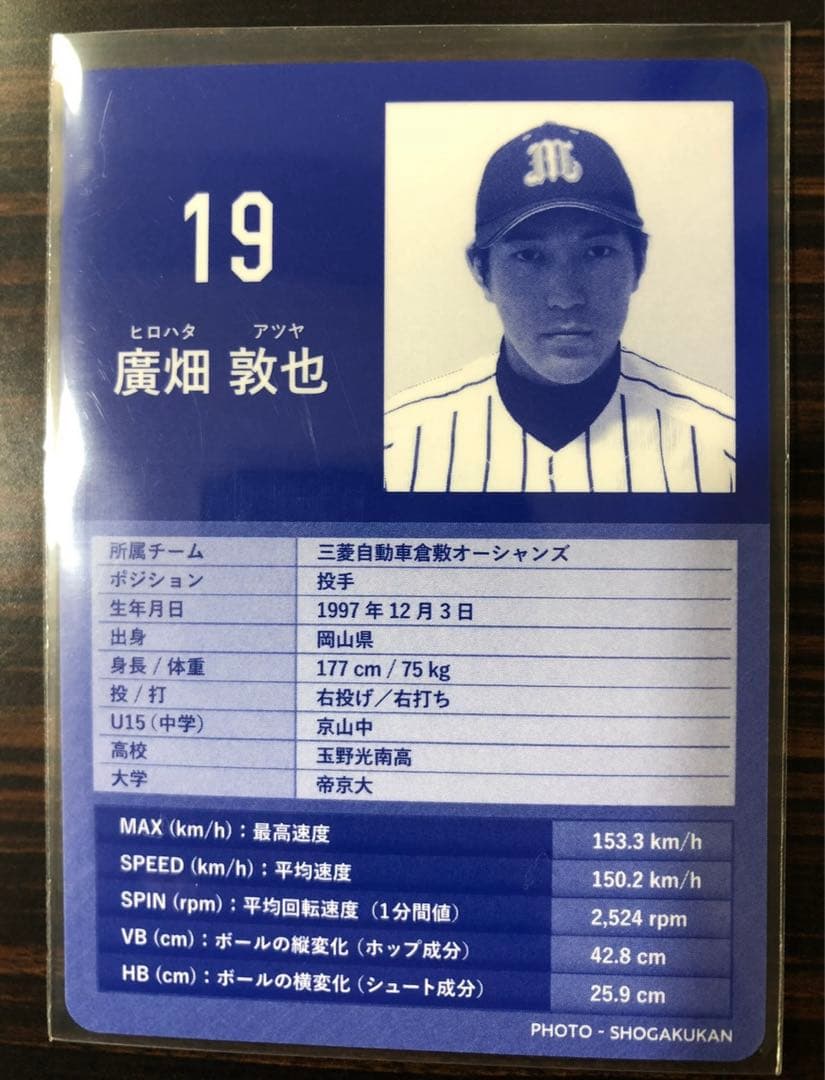 M
19
ヒロハタ アツヤ
廣畑 敦也
所属チーム 三菱自動車倉敷オーシャンズ
ポジション 投手
生年月日 1997 年 12 月 3 日
出身 岡山県
身長 / 体重 177 cm / 75 kg
投 / 打 右投げ／右打ち
U15（中学） 京山中
高校 玉野光南高
大学 帝京大
MAX (km/h)：最高速度 153.3 km/h
SPEED (km/h)：平均速度 150.2 km/h
SPIN (rpm)：平均回転速度（1分間値） 2,524 rpm
VB (cm)：ボールの縦変化（ホップ成分） 42.8 cm
HB (cm)：ボールの横変化（シュート成分） 25.9 cm
PHOTO - SHOGAKUKAN